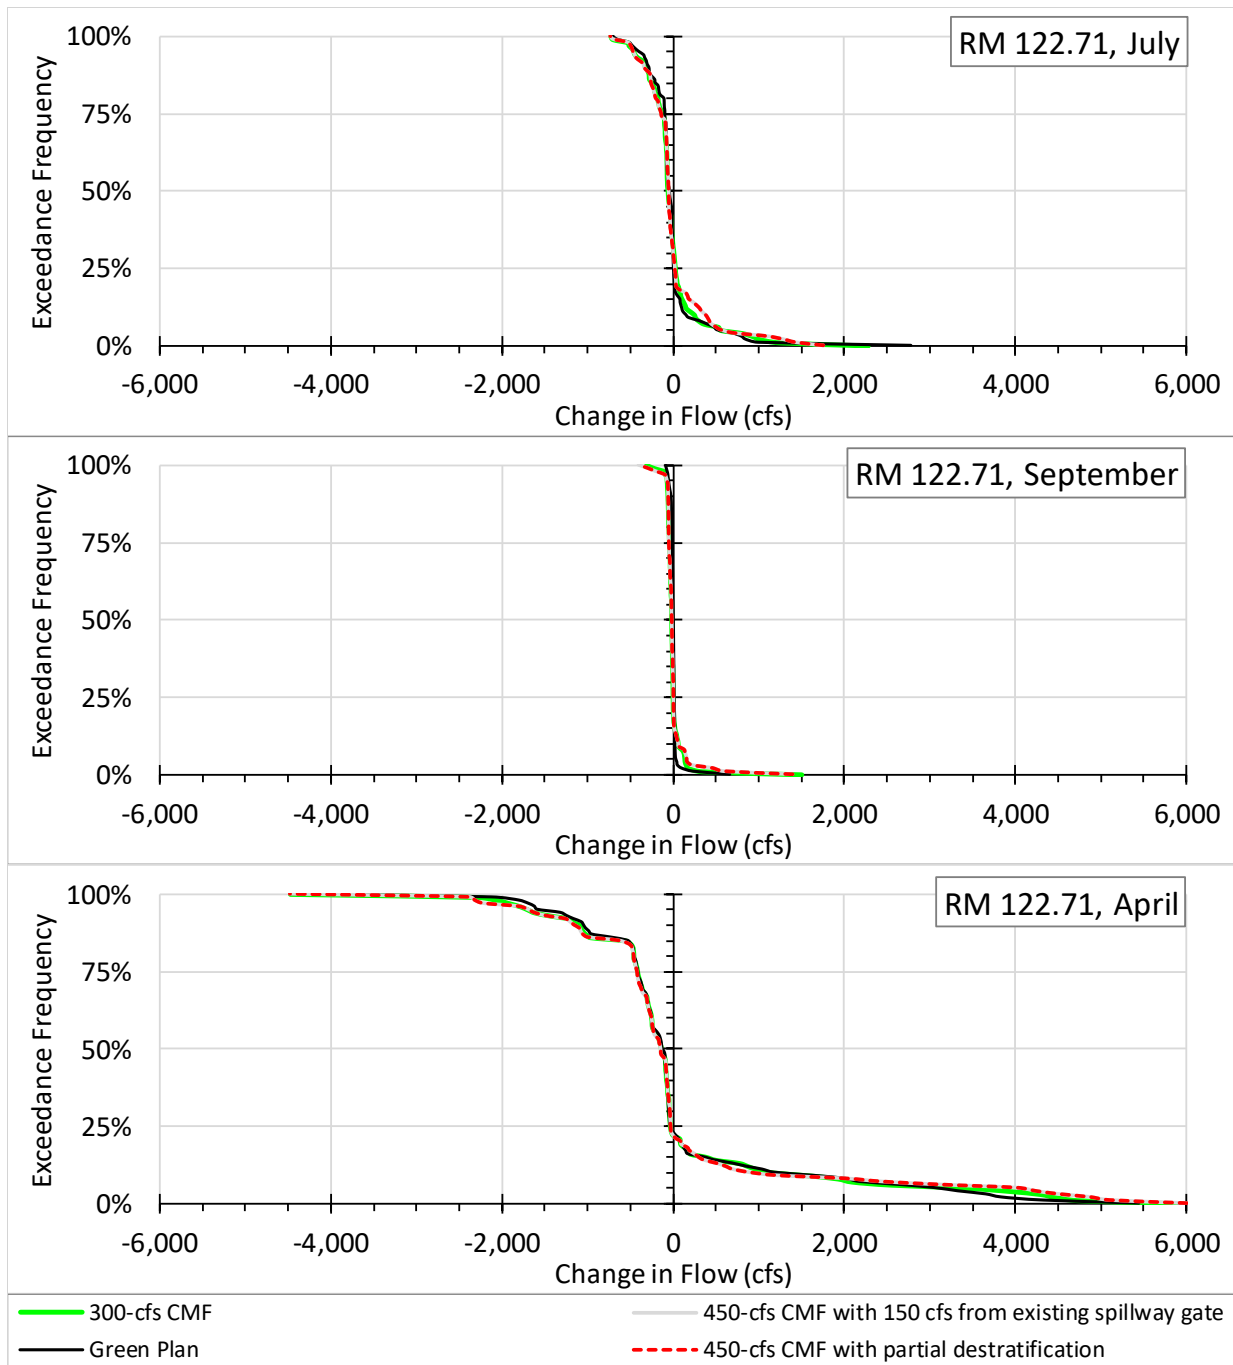 RM 122.71, July
Exceedance Frequency
100%
75%
50%
25%
0%
-6,000 -4,000 -2,000 0 2,000 4,000 6,000
Change in Flow (cfs)
RM 122.71, September
Exceedance Frequency
100%
75%
50%
25%
0%
-6,000 -4,000 -2,000 0 2,000 4,000 6,000
Change in Flow (cfs)
RM 122.71, April
Exceedance Frequency
100%
75%
50%
25%
0%
-6,000 -4,000 -2,000 0 2,000 4,000 6,000
Change in Flow (cfs)
300-cfs CMF
450-cfs CMF with 150 cfs from existing spillway gate
Green Plan
450-cfs CMF with partial destratification